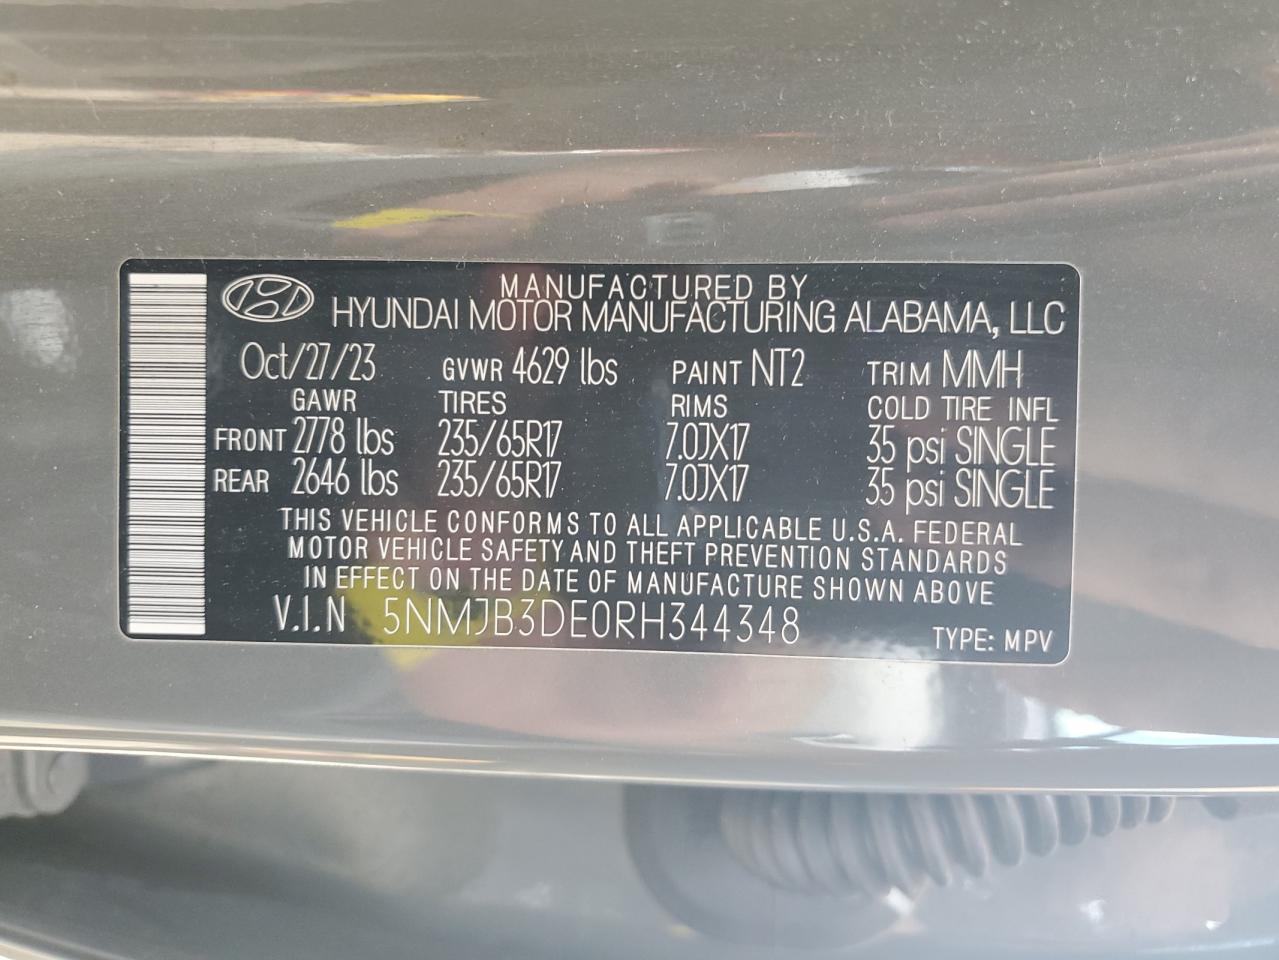 MANUFACTURED BY
HYUNDAI MOTOR MANUFACTURING ALABAMA, LLC
Oct/27/23 GVWR 4629 lbs PAINT NT2 TRIM MMH
GAWR TIRES RIMS COLD TIRE INFL
FRONT 2778 lbs 235/65R17 7.0JX17 35 psi SINGLE
REAR 2646 lbs 235/65R17 7.0JX17 35 psi SINGLE
THIS VEHICLE CONFORMS TO ALL APPLICABLE U.S.A. FEDERAL
MOTOR VEHICLE SAFETY AND THEFT PREVENTION STANDARDS
IN EFFECT ON THE DATE OF MANUFACTURE SHOWN ABOVE
V.I.N 5NMJB3DE0RH344348 TYPE: MPV